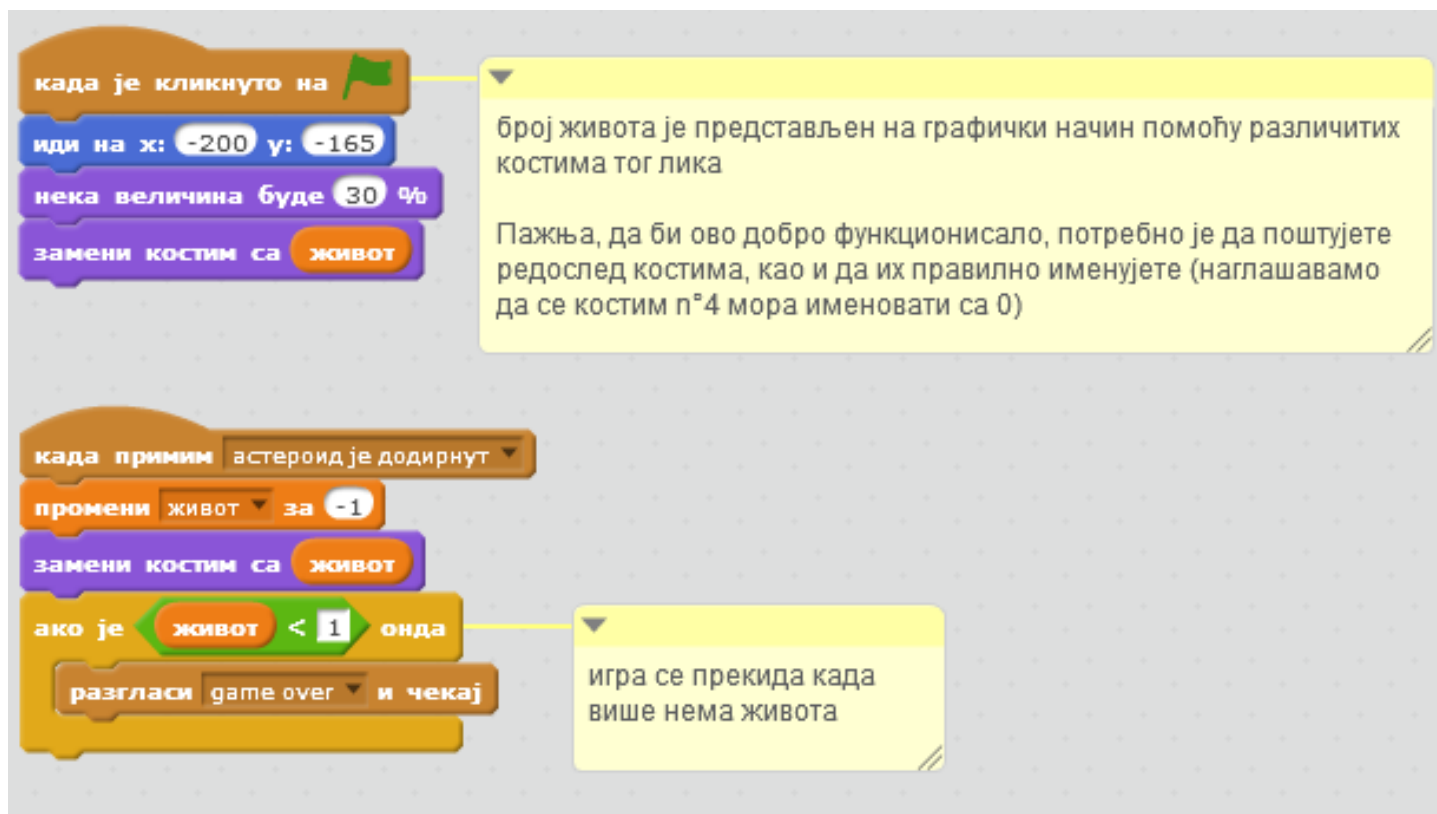 када је кликнуто на
иди на x: -200 y: -165
нека величина буде 30 %
замени костим са живот
број живота је представљен на графички начин помоћу различитих
костима тог лика
Пажња, да би ово добро функционисало, потребно је да поштујете
редослед костима, као и да их правилно именујете (наглашавамо
да се костим n°4 мора именовати са 0)
када примим астероид је додирнут
промени живот за -1
замени костим са живот
ако је живот < 1 онда
разгласи game over и чекај
игра се прекида када
више нема живота